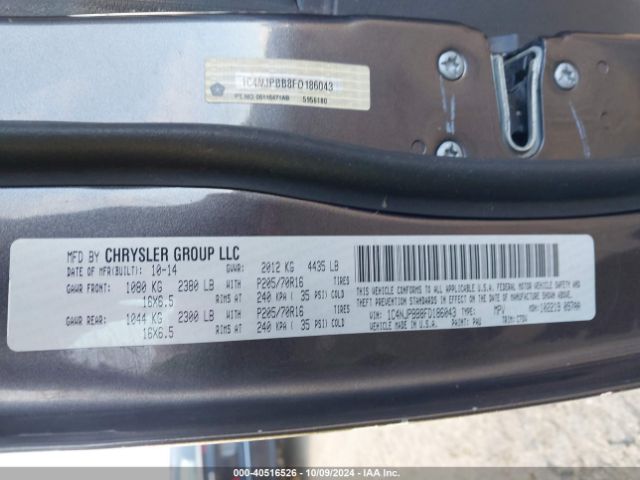 1C4NJPBB8FD186043
5956180
MFD BY CHRYSLER GROUP LLC
DATE OF MFR(BUILT): 10-14 GVWR: 2012 KG 4435 LB
GAWR FRONT: 1080 KG 2380 LB WITH P205/70R16 TIRES
16X6.5 RIMS AT 240 KPA ( 35 PSI) COLD
GAWR REAR: 1044 KG 2300 LB WITH P205/70R16 TIRES
16X6.5 RIMS AT 240 KPA ( 35 PSI) COLD
THIS VEHICLE CONFORMS TO ALL APPLICABLE U.S.A. FEDERAL MOTOR VEHICLE SAFETY AND
THEFT PREVENTION STANDARDS IN EFFECT ON THE DATE OF MANUFACTURE SHOWN ABOVE.
VIN: 1C4NJPBB8FD186043 TYPE: MPV MDH: 102219 097AA
VEHICLE MADE IN U.S.A. PAINT: PAU TRIM:
000-40516526 - 10/09/2024 - IAA Inc.